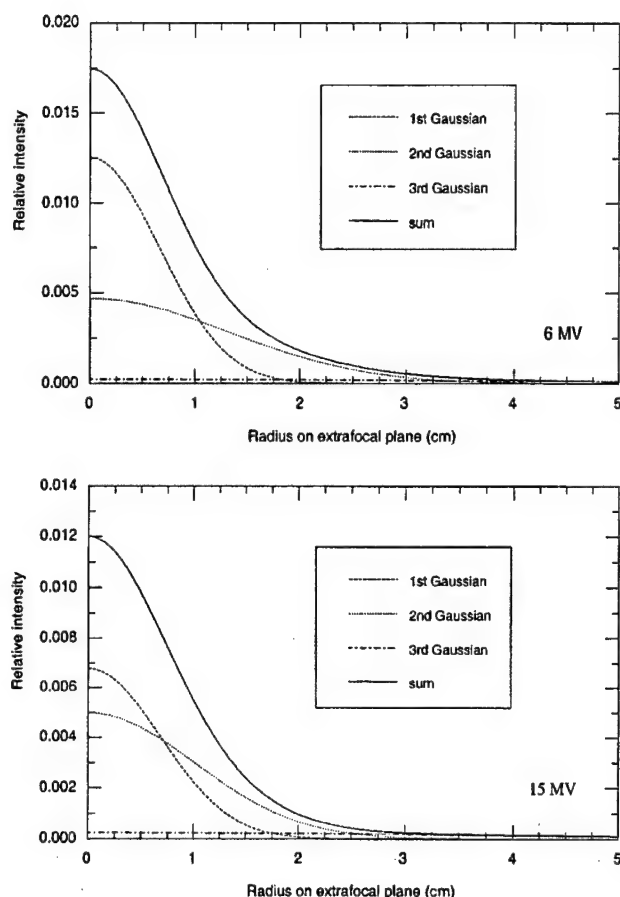 0.020
0.015
0.010
0.005
0.000
Relative intensity
1st Gaussian
2nd Gaussian
3rd Gaussian
sum
6 MV
0 1 2 3 4 5
Radius on extrafocal plane (cm)
0.014
0.012
0.010
0.008
0.006
0.004
0.002
0.000
Relative intensity
1st Gaussian
2nd Gaussian
3rd Gaussian
sum
15 MV
0 1 2 3 4 5
Radius on extrafocal plane (cm)